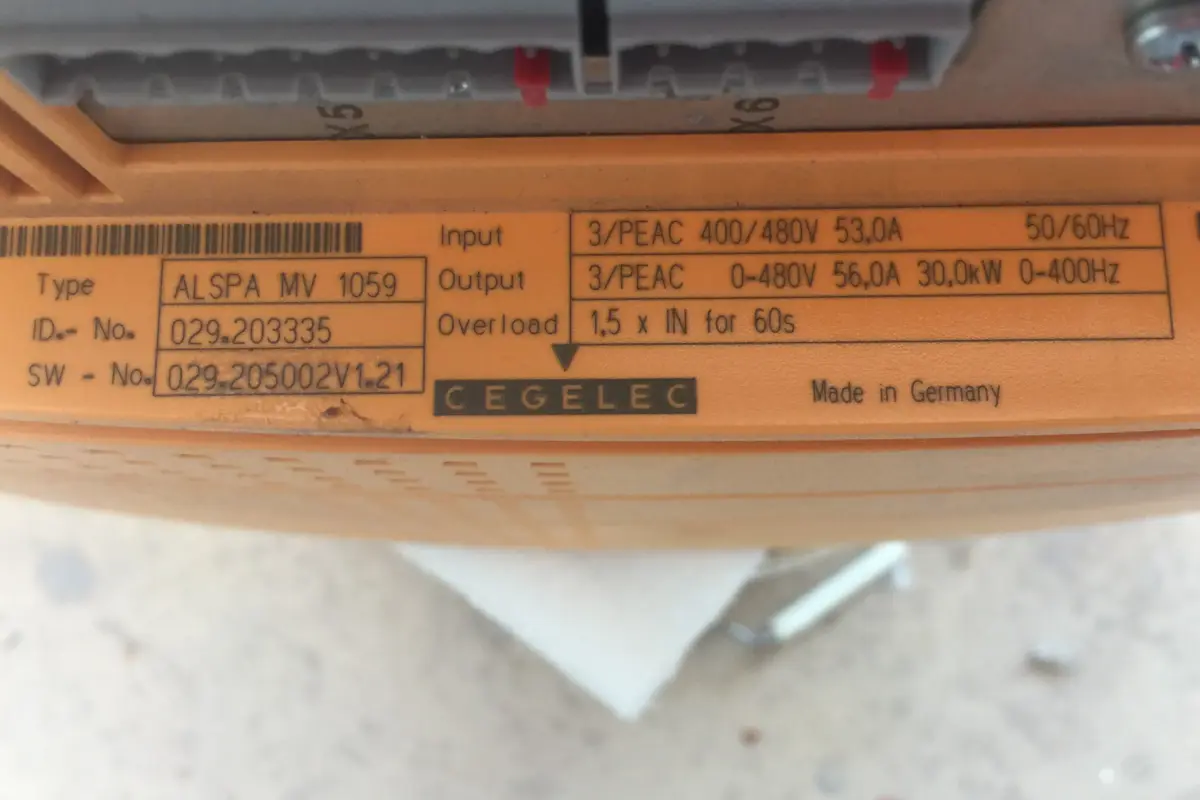 X5
X6
Type ALSPA MV 1059
ID.- No. 029.203335
SW - No. 029.205002V1.21
Input 3/PEAC 400/480V 53,0A 50/60Hz
Output 3/PEAC 0-480V 56,0A 30,0kW 0-400Hz
Overload 1,5 x IN for 60s
CEGELEC
Made in Germany